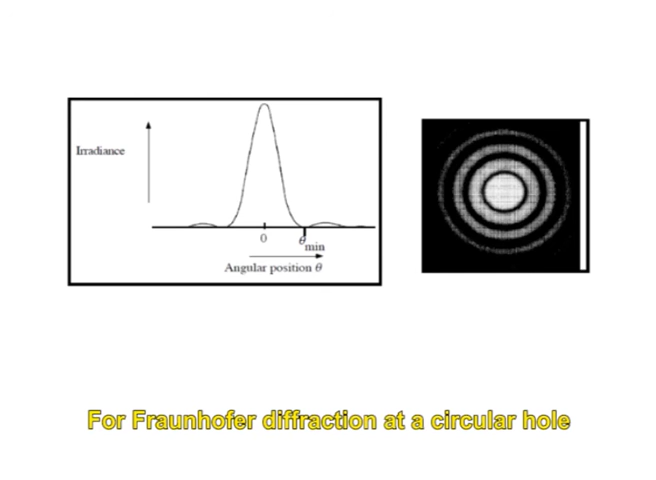 Irradiance
0
θmin
Angular position θ
For Fraunhofer diffraction at a circular hole